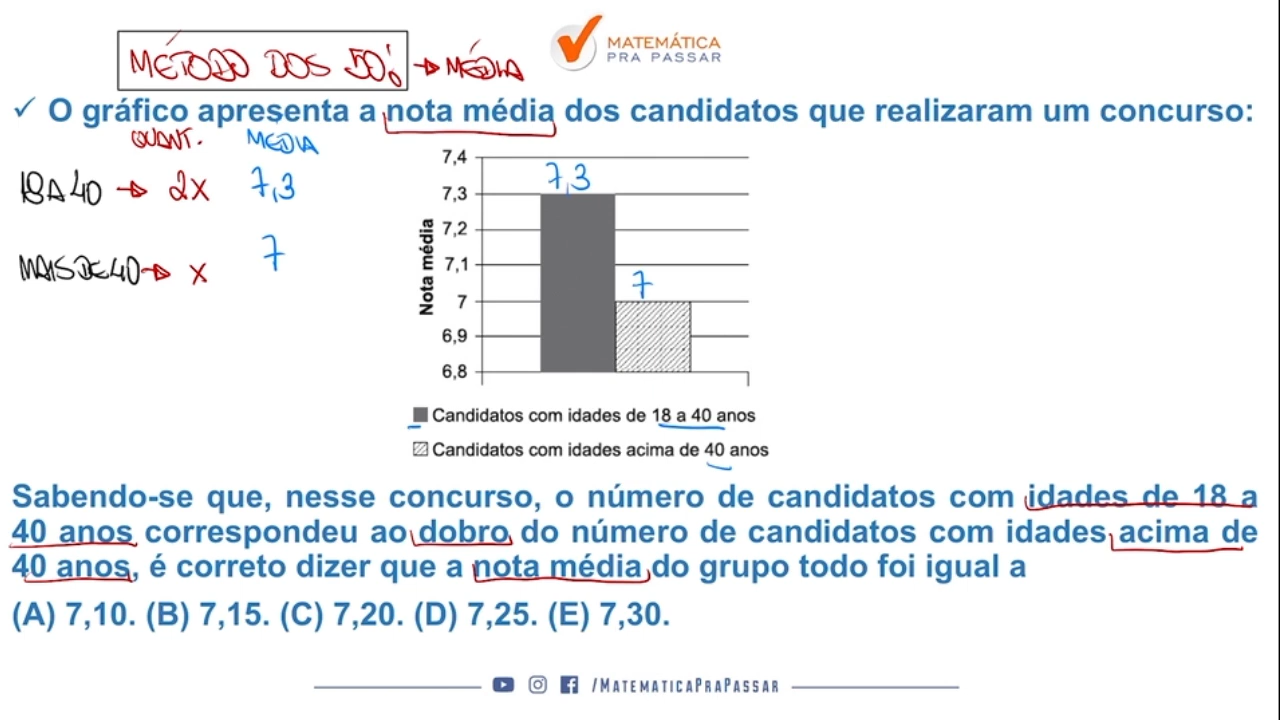 MÉTODO DOS 50% → MÉDIA
MATEMÁTICA
PRA PASSAR
✓ O gráfico apresenta a nota média dos candidatos que realizaram um concurso:
QUANT. MÉDIA
18 A 40 → 2X 7,3
MAIS DE 40 → X 7
7,4
7,3
7,3
7,2
7,1
7
7
6,9
6,8
Nota média
Candidatos com idades de 18 a 40 anos
Candidatos com idades acima de 40 anos
Sabendo-se que, nesse concurso, o número de candidatos com idades de 18 a
40 anos correspondeu ao dobro do número de candidatos com idades acima de
40 anos, é correto dizer que a nota média do grupo todo foi igual a
(A) 7,10. (B) 7,15. (C) 7,20. (D) 7,25. (E) 7,30.
/MATEMATICAPRAPASSAR